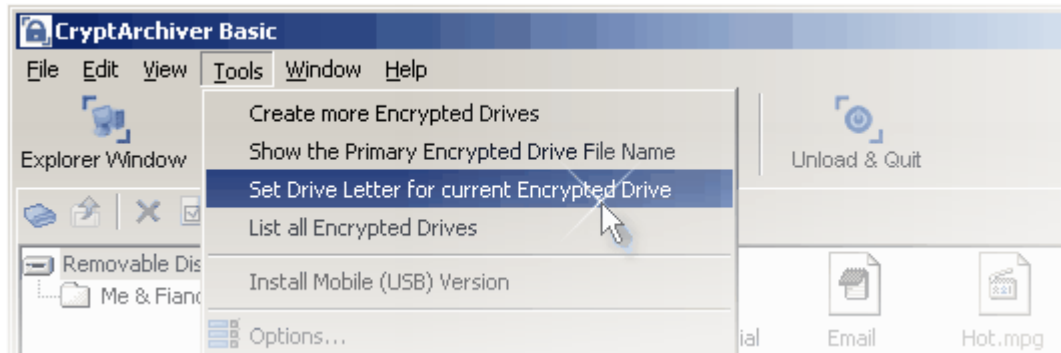 CryptArchiver Basic
File Edit View Tools Window Help
Create more Encrypted Drives
Explorer Window
Show the Primary Encrypted Drive File Name
Unload & Quit
Set Drive Letter for current Encrypted Drive
List all Encrypted Drives
Removable Dis
Install Mobile (USB) Version
Me & Fian
Options...
ial
Email
Hot.mpg